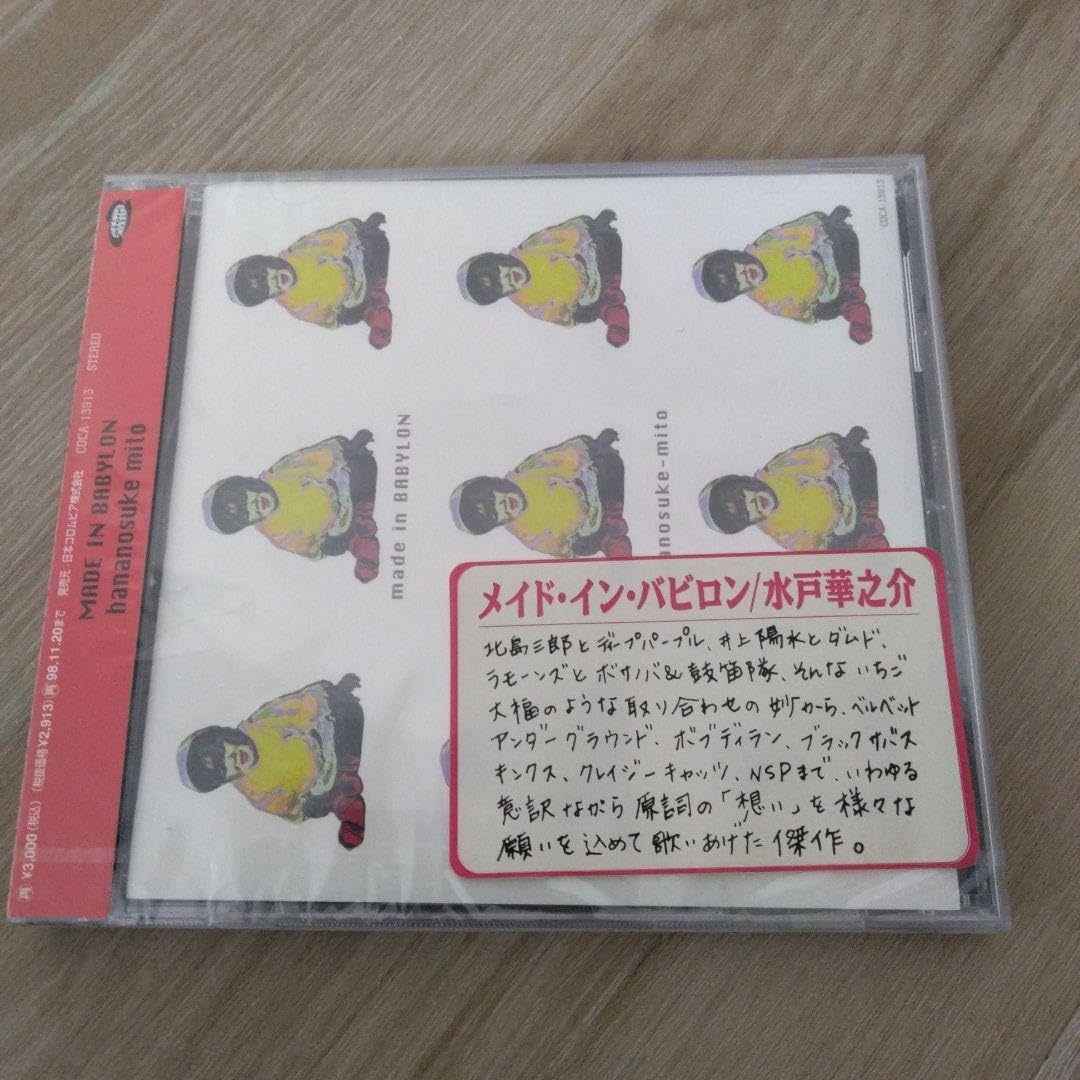 MADE IN BABYLON
hananosuke mito
再 ¥3,000(税込) (税抜価格¥2,913) 再98.11.20まで 発売元:日本コロムビア株式会社 COCA 13913 STEREO
COCA 13913
made in BABYLON
anosuke-mito
メイド・イン・バビロン/水戸華之介
北島三郎とディープパープル、井上陽水とダムド、
ラモーンズとボサノバ&鼓笛隊、そんないちご
大福のような取り合わせの妙から、ベルベット
アンダーグラウンド、ボブディラン、ブラックサバス
キンクス、クレイジーキャッツ、NSPまで、いわゆる
意訳ながら原詞の「想い」を様々な
願いを込めて歌いあげた傑作。